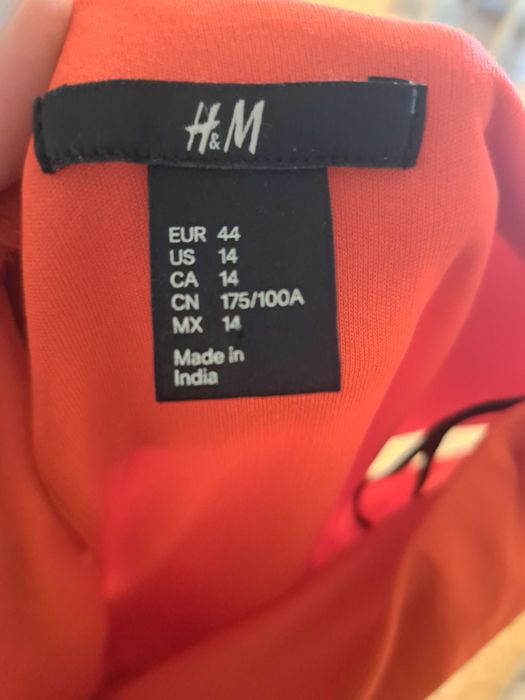 H&M
EUR 44
US 14
CA 14
CN 175/100A
MX 14
Made in
India